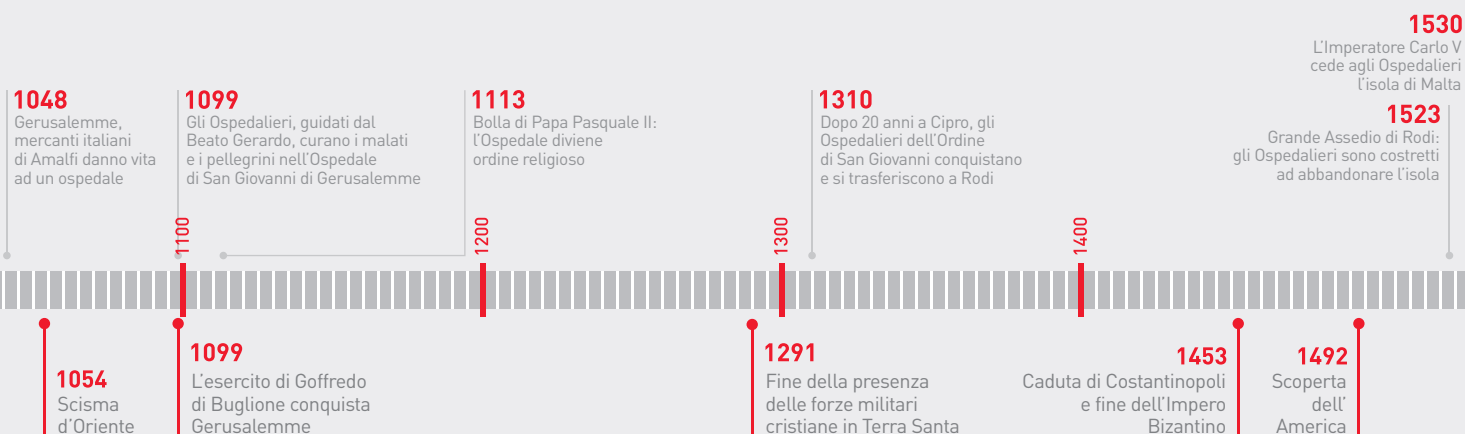 1530
L'Imperatore Carlo V
cede agli Ospedalieri
l'isola di Malta
1048
Gerusalemme,
mercanti italiani
di Amalfi danno vita
ad un ospedale
1099
Gli Ospedalieri, guidati dal
Beato Gerardo, curano i malati
e i pellegrini nell'Ospedale
di San Giovanni di Gerusalemme
1113
Bolla di Papa Pasquale II:
l'Ospedale diviene
ordine religioso
1310
Dopo 20 anni a Cipro, gli
Ospedalieri dell'Ordine
di San Giovanni conquistano
e si trasferiscono a Rodi
1523
Grande Assedio di Rodi:
gli Ospedalieri sono costretti
ad abbandonare l'isola
1100
1200
1300
1400
1054
Scisma
d'Oriente
1099
L'esercito di Goffredo
di Buglione conquista
Gerusalemme
1291
Fine della presenza
delle forze militari
cristiane in Terra Santa
1453
Caduta di Costantinopoli
e fine dell'Impero
Bizantino
1492
Scoperta
dell'
America